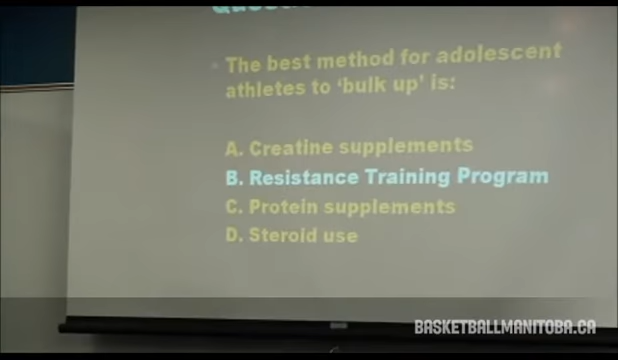 The best method for adolescent
athletes to ‘bulk up’ is:
A. Creatine supplements
B. Resistance Training Program
C. Protein supplements
D. Steroid use
BASKETBALLMANITOBA.CA